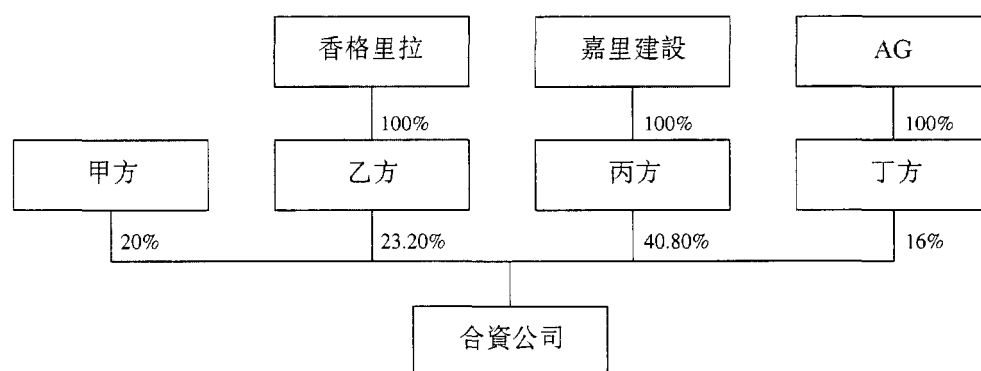 香格里拉
嘉里建設
AG
100%
100%
100%
甲方
乙方
丙方
丁方
20%
23.20%
40.80%
16%
合資公司